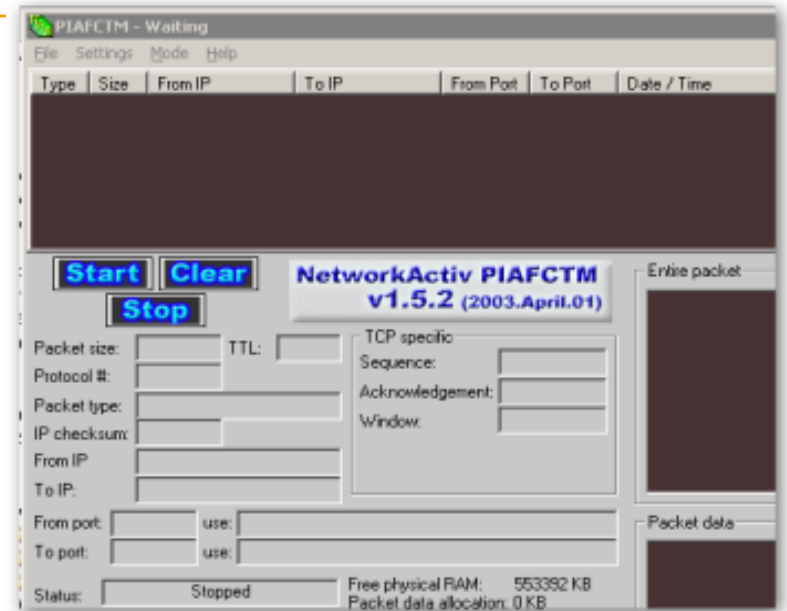 PIAFCTM - Waiting
File Settings Mode Help
Type Size From IP To IP From Port To Port Date / Time
Start Clear
Stop
NetworkActiv PIAFCTM
v1.5.2 (2003.April.01)
Entire packet
Packet size: TTL:
Protocol #:
Packet type:
IP checksum:
From IP
To IP:
TCP specific
Sequence:
Acknowledgement:
Window:
From port: use:
To port: use:
Packet data
Status: Stopped
Free physical RAM: 553392 KB
Packet data allocation: 0 KB